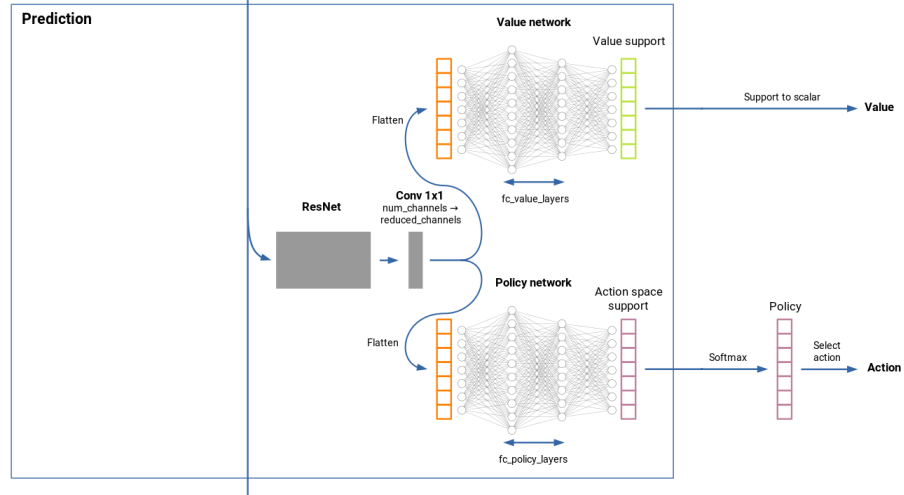 Prediction
Value network
Value support
Flatten
Support to scalar
Value
fc_value_layers
ResNet
Conv 1x1
num_channels →
reduced_channels
Policy network
Action space
support
Policy
Flatten
Softmax
Select
action
Action
fc_policy_layers